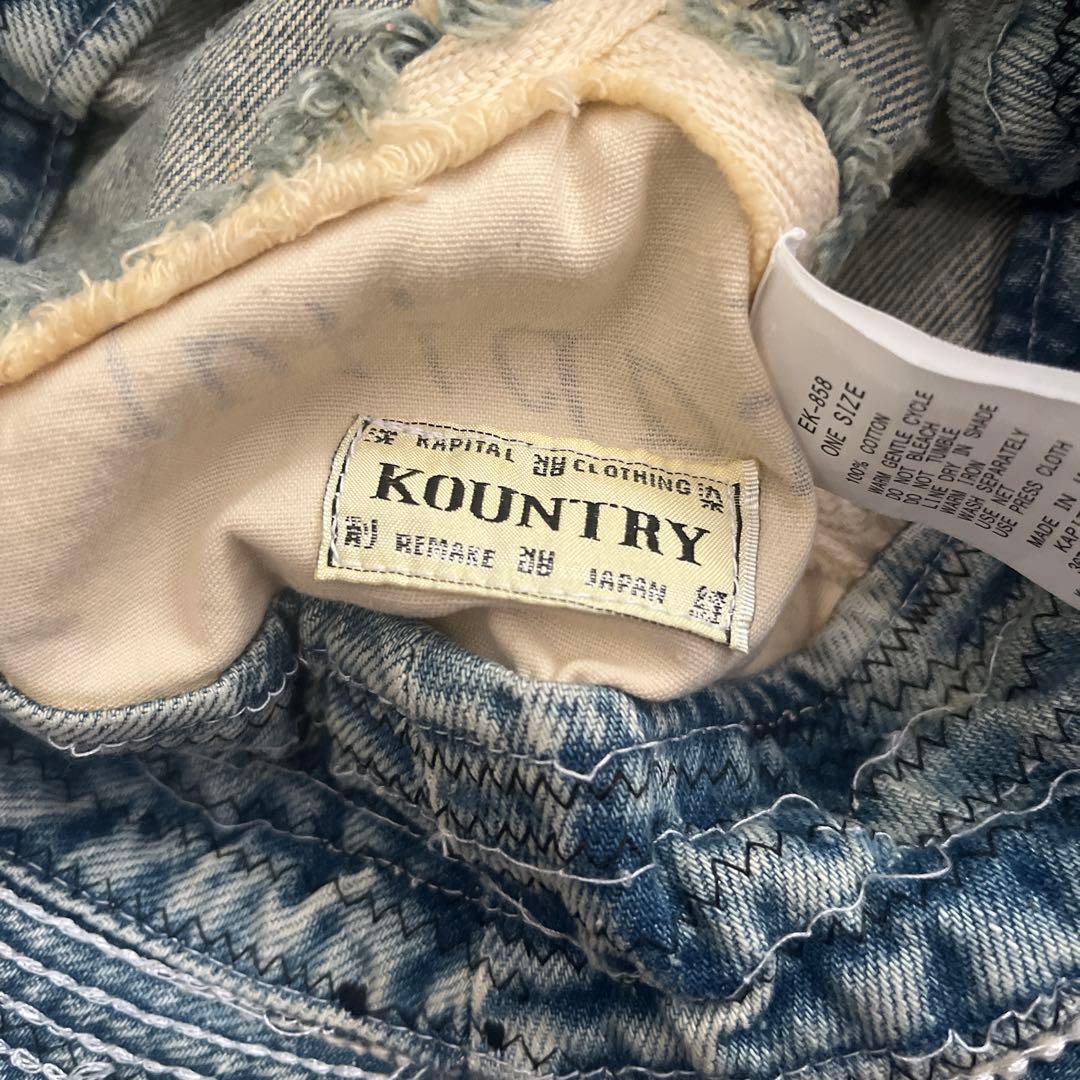 KAPITAL CLOTHING
KOUNTRY
REMAKE JAPAN
EK-858
ONE SIZE
100% COTTON
WARM GENTLE CYCLE
DO NOT BLEACH
DO NOT TUMBLE
LINE DRY IN SHADE
WARM IRON
WASH SEPARATELY
USE NET
USE PRESS CLOTH
MADE IN